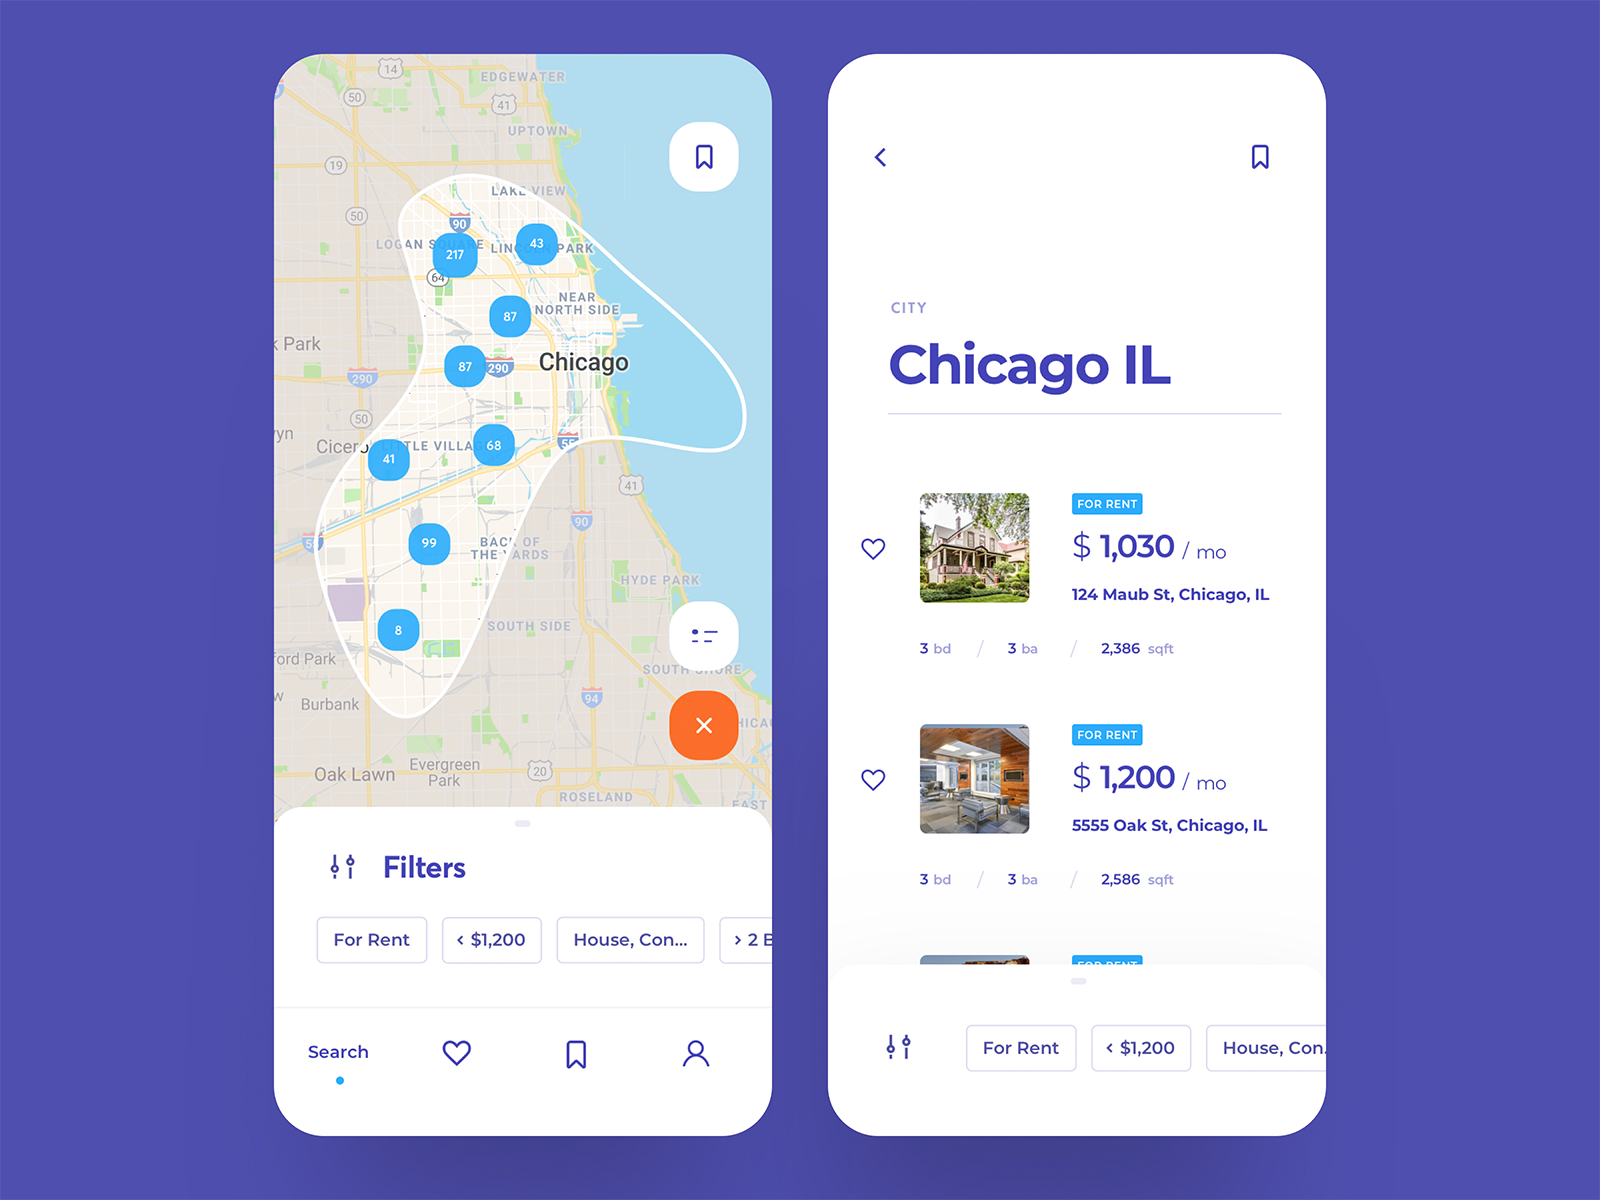 14
EDGEWATER
50
41
UPTOWN
19
LAKE VIEW
50
90
LOGAN SQUARE
217
LINCOLN PARK
43
64
NEAR
NORTH SIDE
87
k Park
Chicago
87
290
290
50
yn
Cicero
LITTLE VILLAG
68
55
41
41
90
99
BACK OF
THE YARDS
HYDE PARK
8
SOUTH SIDE
ford Park
SOUTH SHORE
w
Burbank
94
HICA
Oak Lawn
Evergreen
Park
20
ROSELAND
EAST
Filters
For Rent
< $1,200
House, Con...
> 2 B
Search
CITY
Chicago IL
FOR RENT
$ 1,030 / mo
124 Maub St, Chicago, IL
3 bd / 3 ba / 2,386 sqft
FOR RENT
$ 1,200 / mo
5555 Oak St, Chicago, IL
3 bd / 3 ba / 2,586 sqft
FOR RENT
For Rent
< $1,200
House, Con.